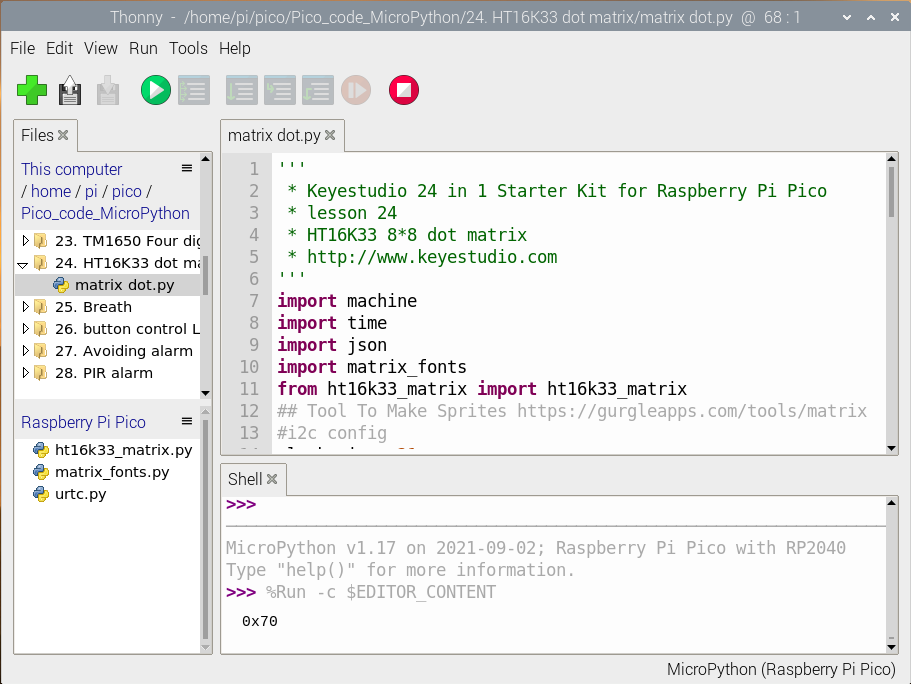 Thonny - /home/pi/pico/Pico_code_MicroPython/24. HT16K33 dot matrix/matrix dot.py @ 68 : 1
File Edit View Run Tools Help
Files
This computer
/ home / pi / pico /
Pico_code_MicroPython
23. TM1650 Four dig
24. HT16K33 dot ma
matrix dot.py
25. Breath
26. button control L
27. Avoiding alarm
28. PIR alarm
Raspberry Pi Pico
ht16k33_matrix.py
matrix_fonts.py
urtc.py
matrix dot.py
1 '''
2 * Keyestudio 24 in 1 Starter Kit for Raspberry Pi Pico
3 * lesson 24
4 * HT16K33 8*8 dot matrix
5 * http://www.keyestudio.com
6 '''
7 import machine
8 import time
9 import json
10 import matrix_fonts
11 from ht16k33_matrix import ht16k33_matrix
12 ## Tool To Make Sprites https://gurgleapps.com/tools/matrix
13 #i2c config
Shell
>>>
MicroPython v1.17 on 2021-09-02; Raspberry Pi Pico with RP2040
Type "help()" for more information.
>>> %Run -c $EDITOR_CONTENT
0x70
MicroPython (Raspberry Pi Pico)